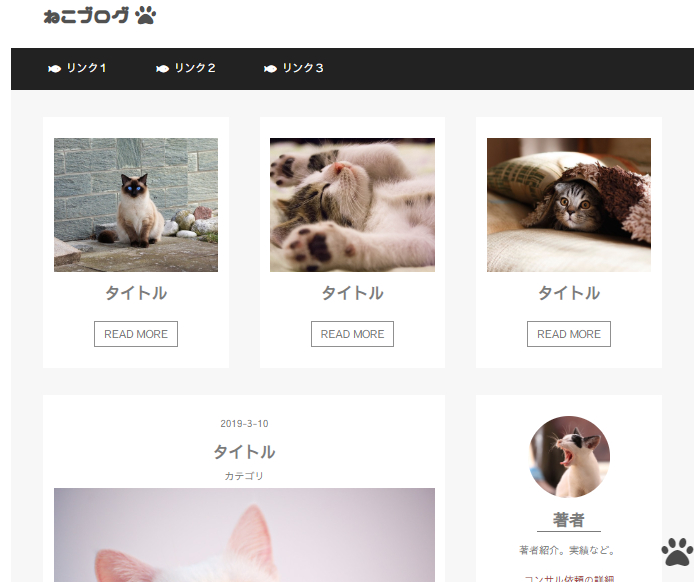 ねこブログ
リンク１ リンク２ リンク３
タイトル タイトル タイトル
READ MORE READ MORE READ MORE
2019-3-10
タイトル
カテゴリ
著者
著者紹介。実績など。
コンサル依頼の詳細